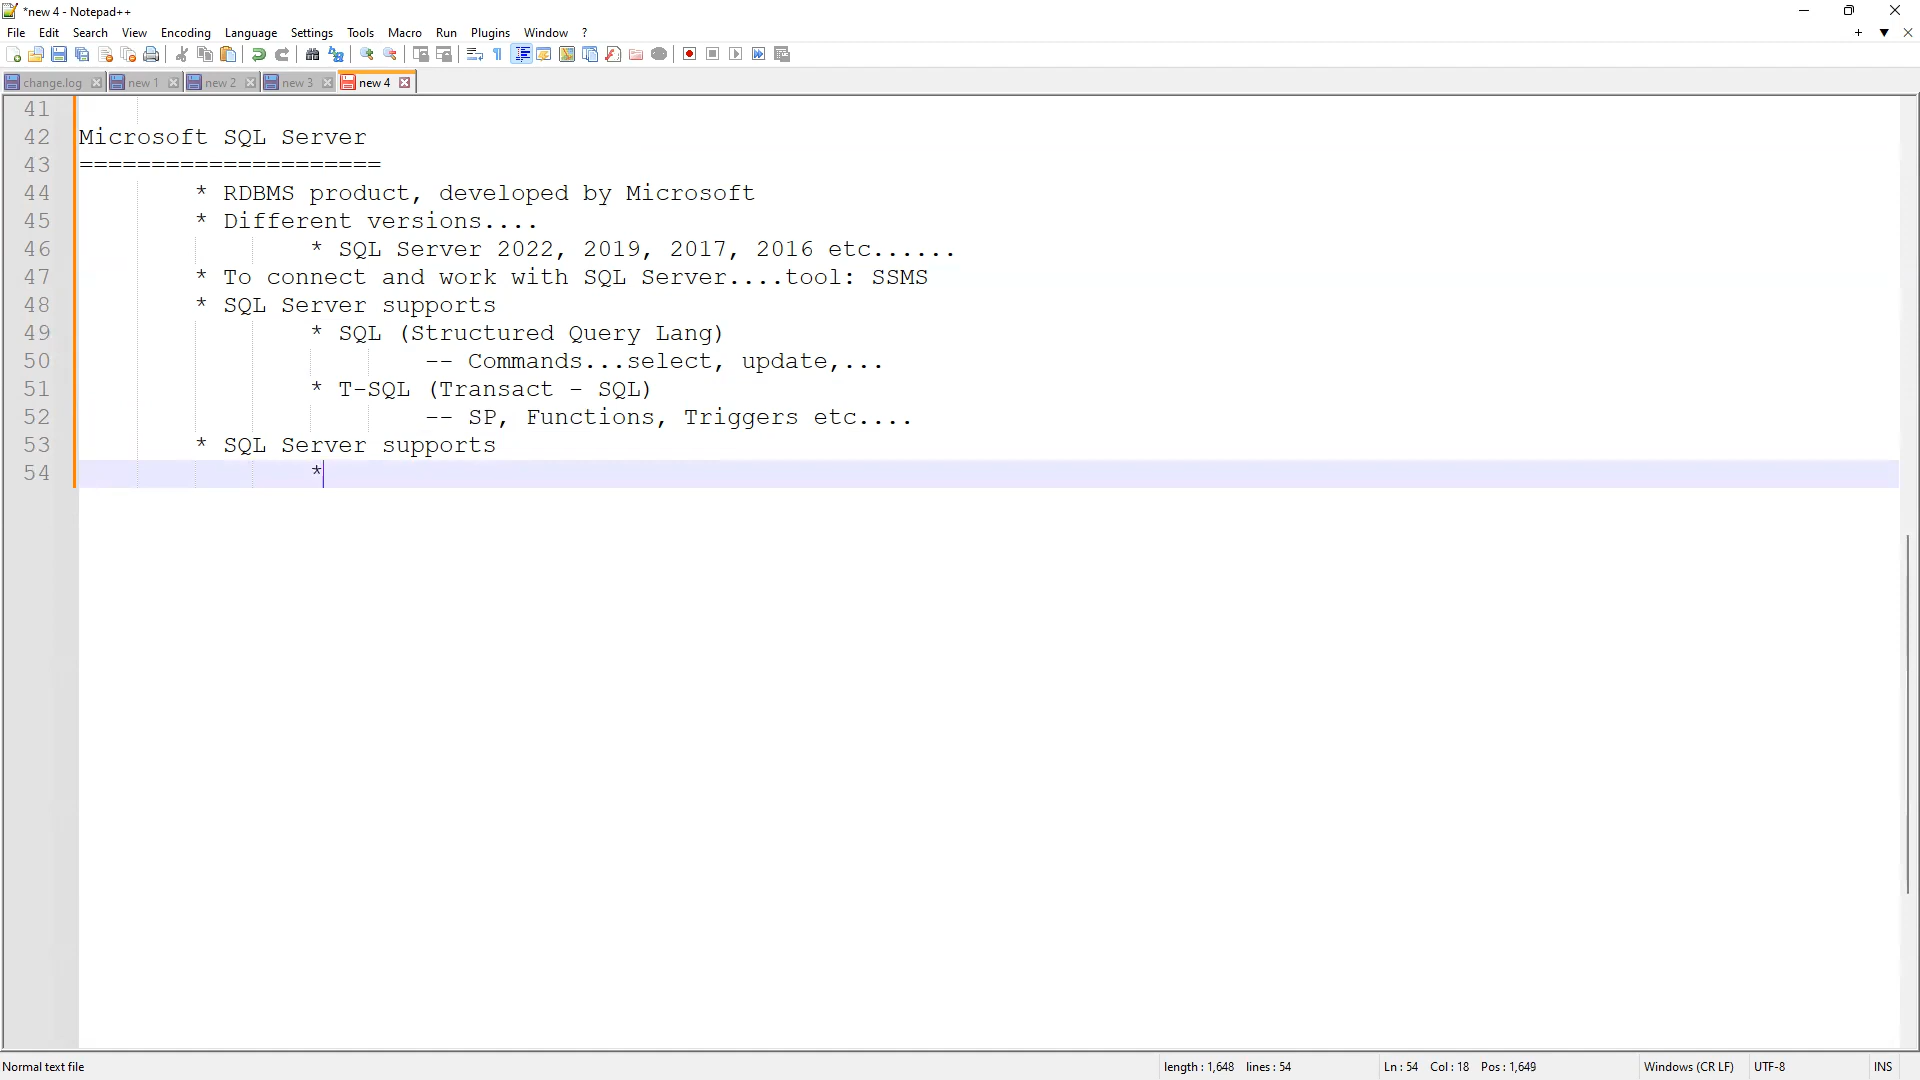 *new 4 - Notepad++
File Edit Search View Encoding Language Settings Tools Macro Run Plugins Window ?
change.log new 1 new 2 new 3 new 4
41
42 Microsoft SQL Server
43 =====================
44 * RDBMS product, developed by Microsoft
45 * Different versions....
46 * SQL Server 2022, 2019, 2017, 2016 etc......
47 * To connect and work with SQL Server....tool: SSMS
48 * SQL Server supports
49 * SQL (Structured Query Lang)
50 -- Commands...select, update,...
51 * T-SQL (Transact - SQL)
52 -- SP, Functions, Triggers etc....
53 * SQL Server supports
54 *
Normal text file length : 1,648 lines : 54 Ln : 54 Col : 18 Pos : 1,649 Windows (CR LF) UTF-8 INS